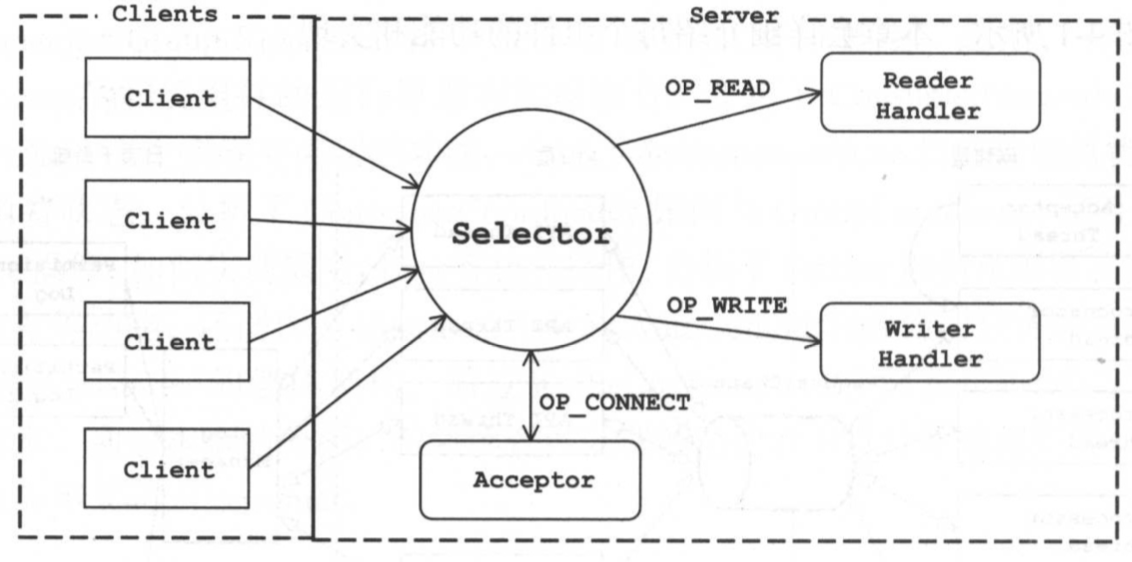 Clients
Server
Client
Client
Client
Client
Selector
OP_READ
Reader
Handler
OP_WRITE
Writer
Handler
OP_CONNECT
Acceptor